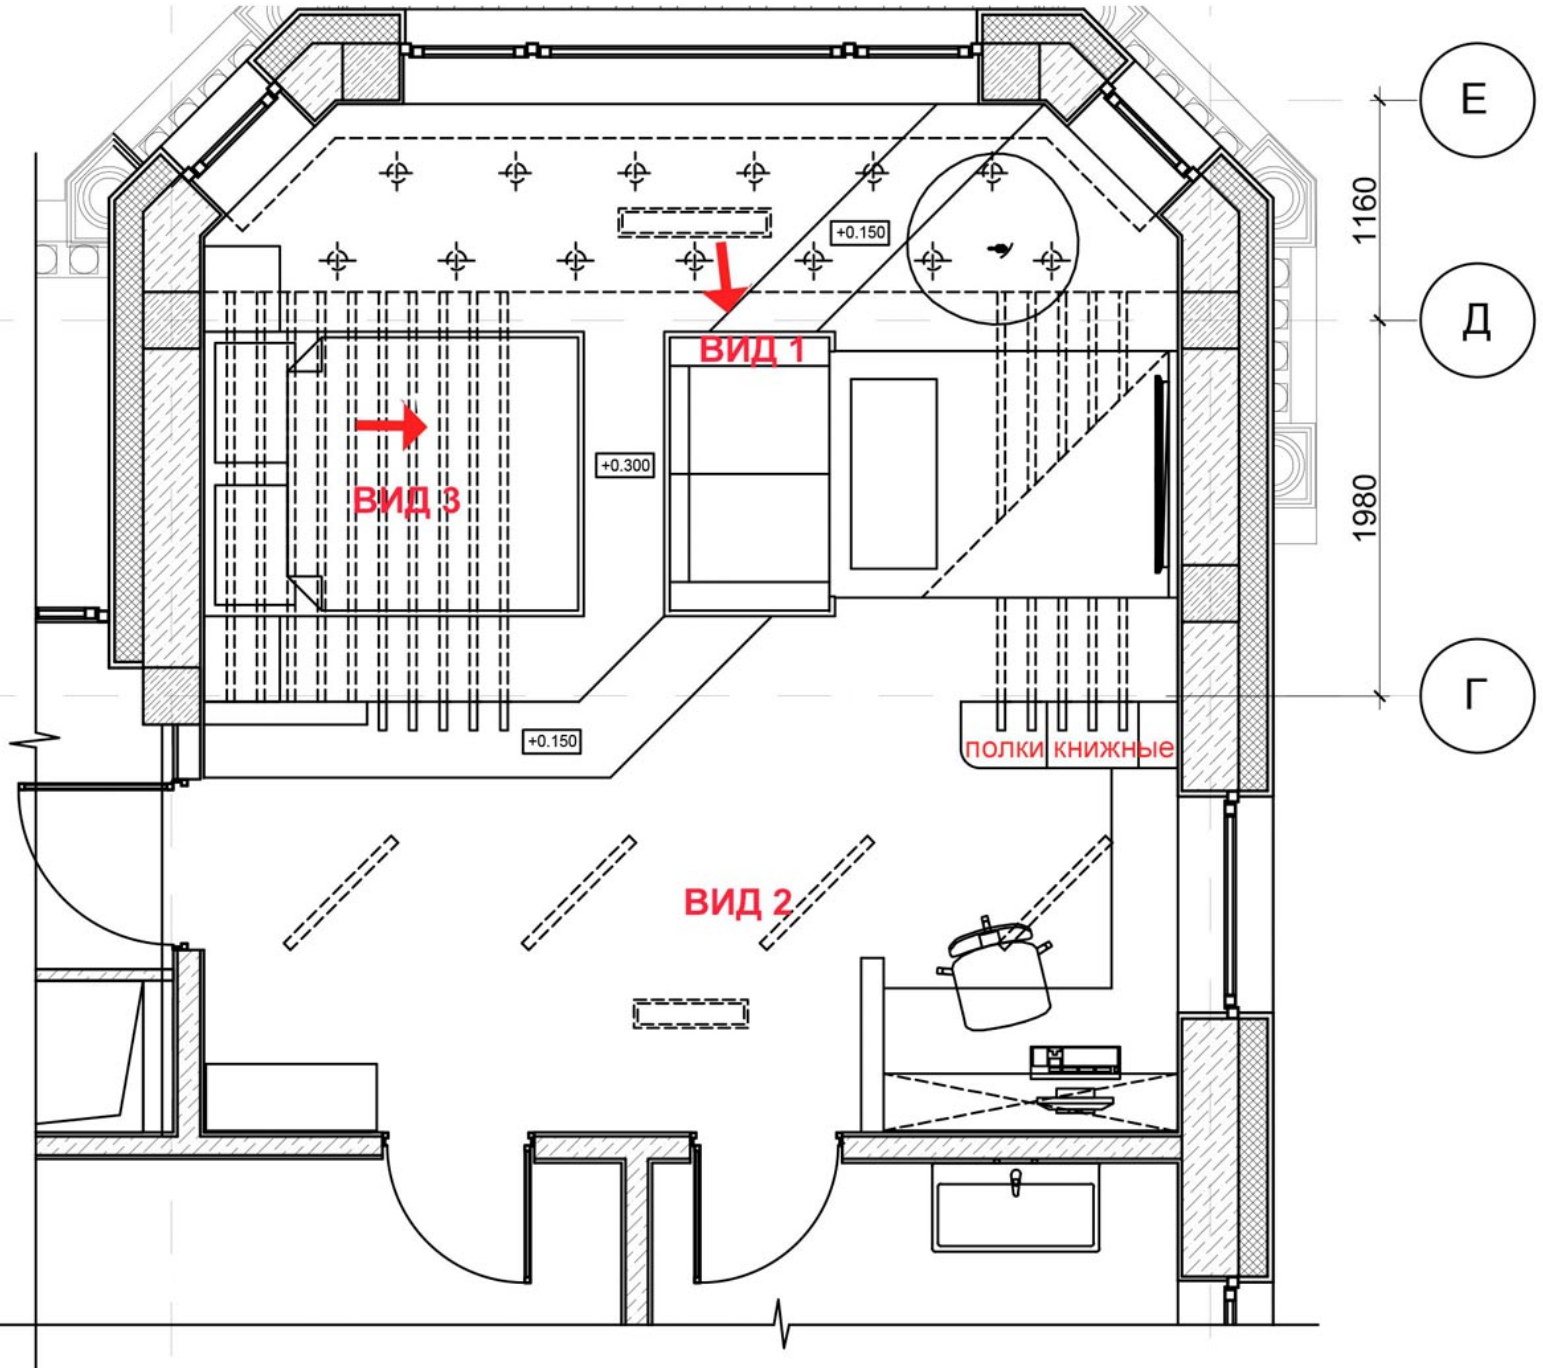 Е
1160
+0.150
Д
ВИД 1
+0.300
1980
ВИД 3
Г
+0.150
полки книжные
ВИД 2